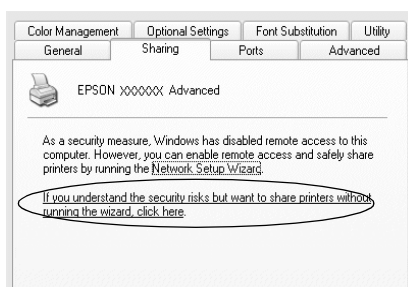 Color Management Optional Settings Font Substitution Utility
General Sharing Ports Advanced
EPSON XXXXXX Advanced
As a security measure, Windows has disabled remote access to this
computer. However, you can enable remote access and safely share
printers by running the Network Setup Wizard.
If you understand the security risks but want to share printers without
running the wizard, click here.